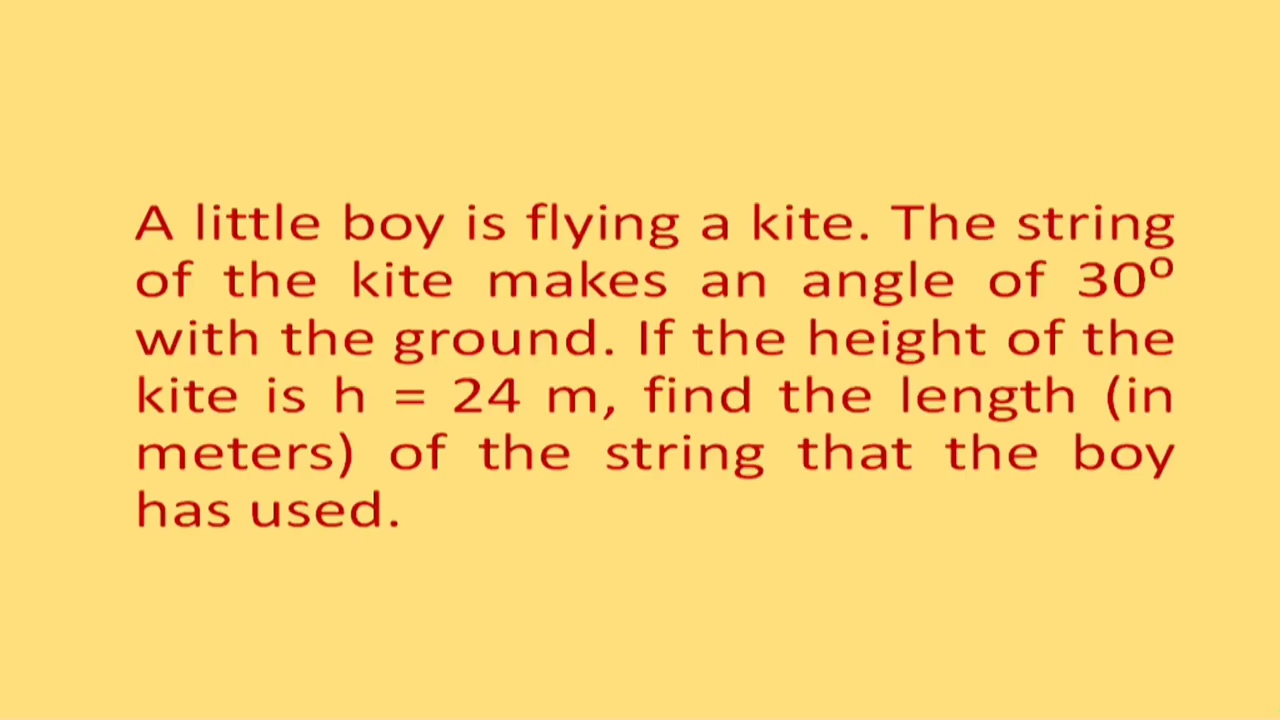 A little boy is flying a kite. The string
of the kite makes an angle of 30º
with the ground. If the height of the
kite is h = 24 m, find the length (in
meters) of the string that the boy
has used.